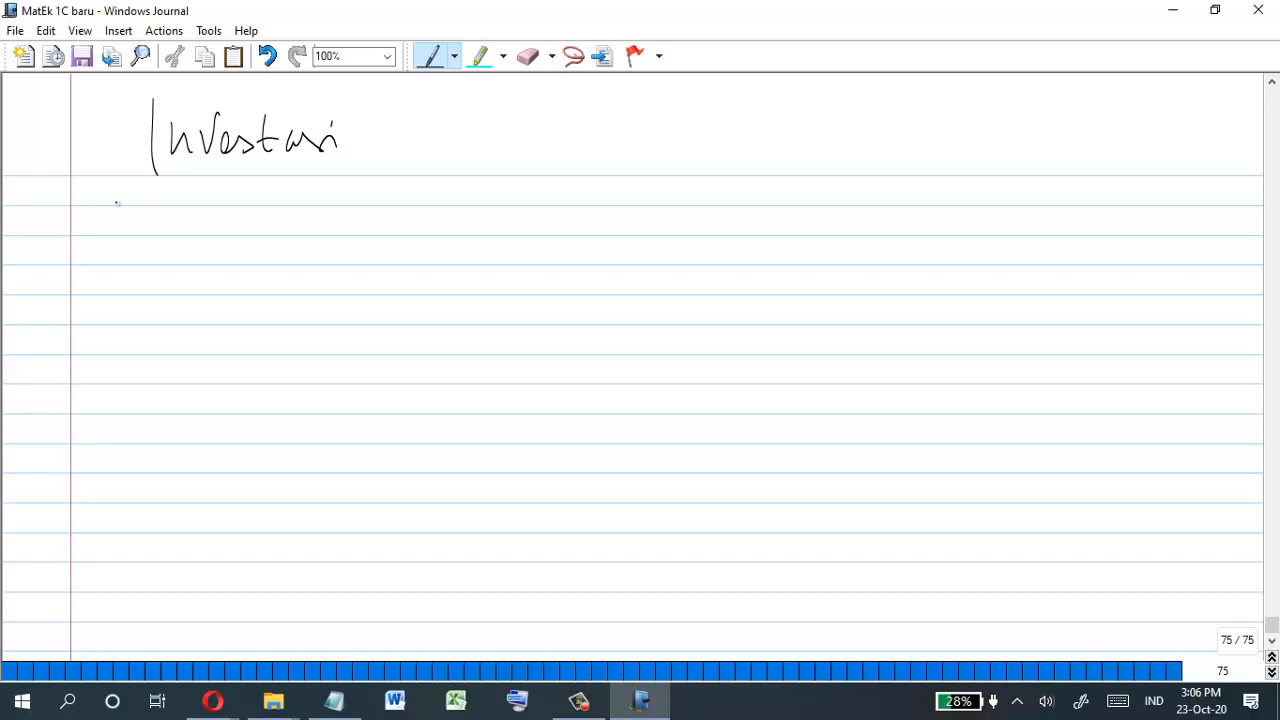 MatEk 1C baru - Windows Journal
File Edit View Insert Actions Tools Help
100%
Investasi
75 / 75
75
28% IND 3:06 PM
23-Oct-20